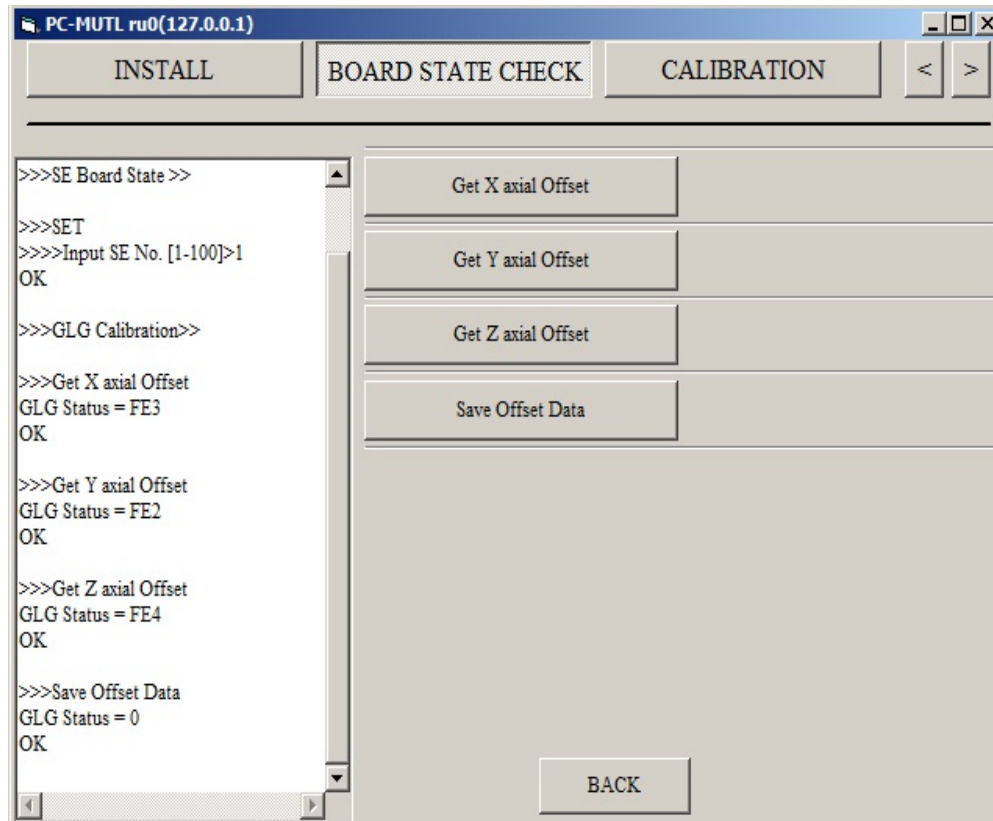 PC-MUTL ru0(127.0.0.1)
INSTALL
BOARD STATE CHECK
CALIBRATION
<
>
>>>SE Board State >>
>>>SET
>>>>Input SE No. [1-100]>1
OK
>>>GLG Calibration>>
>>>Get X axial Offset
GLG Status = FE3
OK
>>>Get Y axial Offset
GLG Status = FE2
OK
>>>Get Z axial Offset
GLG Status = FE4
OK
>>>Save Offset Data
GLG Status = 0
OK
Get X axial Offset
Get Y axial Offset
Get Z axial Offset
Save Offset Data
BACK